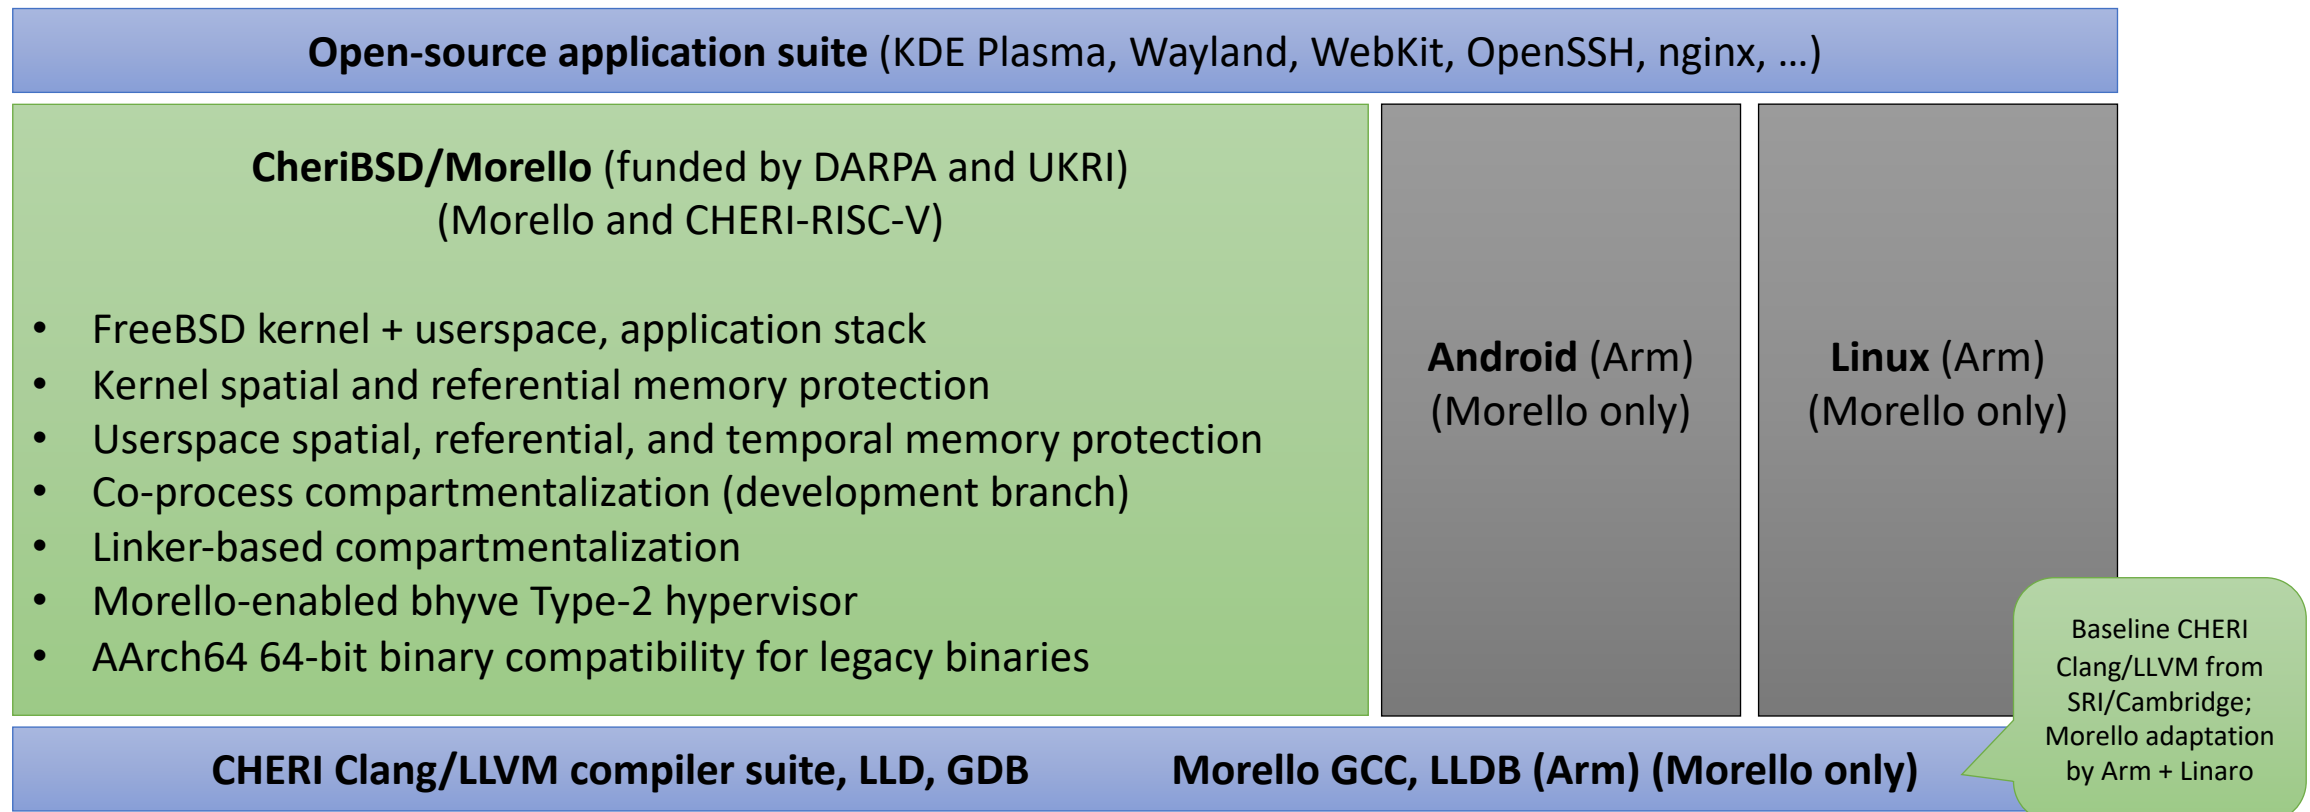 Open-source application suite (KDE Plasma, Wayland, WebKit, OpenSSH, nginx, …)
CheriBSD/Morello (funded by DARPA and UKRI)
(Morello and CHERI-RISC-V)
• FreeBSD kernel + userspace, application stack
• Kernel spatial and referential memory protection
• Userspace spatial, referential, and temporal memory protection
• Co-process compartmentalization (development branch)
• Linker-based compartmentalization
• Morello-enabled bhyve Type-2 hypervisor
• AArch64 64-bit binary compatibility for legacy binaries
Android (Arm)
(Morello only)
Linux (Arm)
(Morello only)
CHERI Clang/LLVM compiler suite, LLD, GDB
Morello GCC, LLDB (Arm) (Morello only)
Baseline CHERI
Clang/LLVM from
SRI/Cambridge;
Morello adaptation
by Arm + Linaro